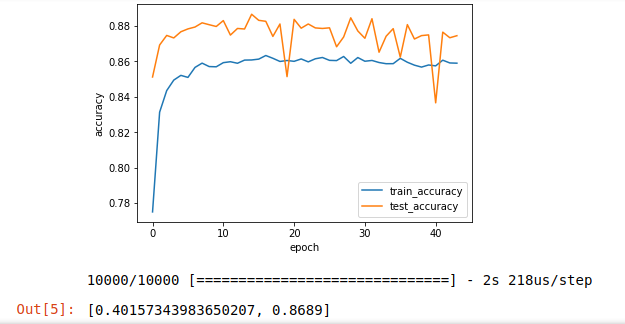 0.88
0.86
0.84
0.82
0.80
0.78
accuracy
train_accuracy
test_accuracy
0 10 20 30 40
epoch
10000/10000 [==============================] - 2s 218us/step
Out[5]: [0.40157343983650207, 0.8689]